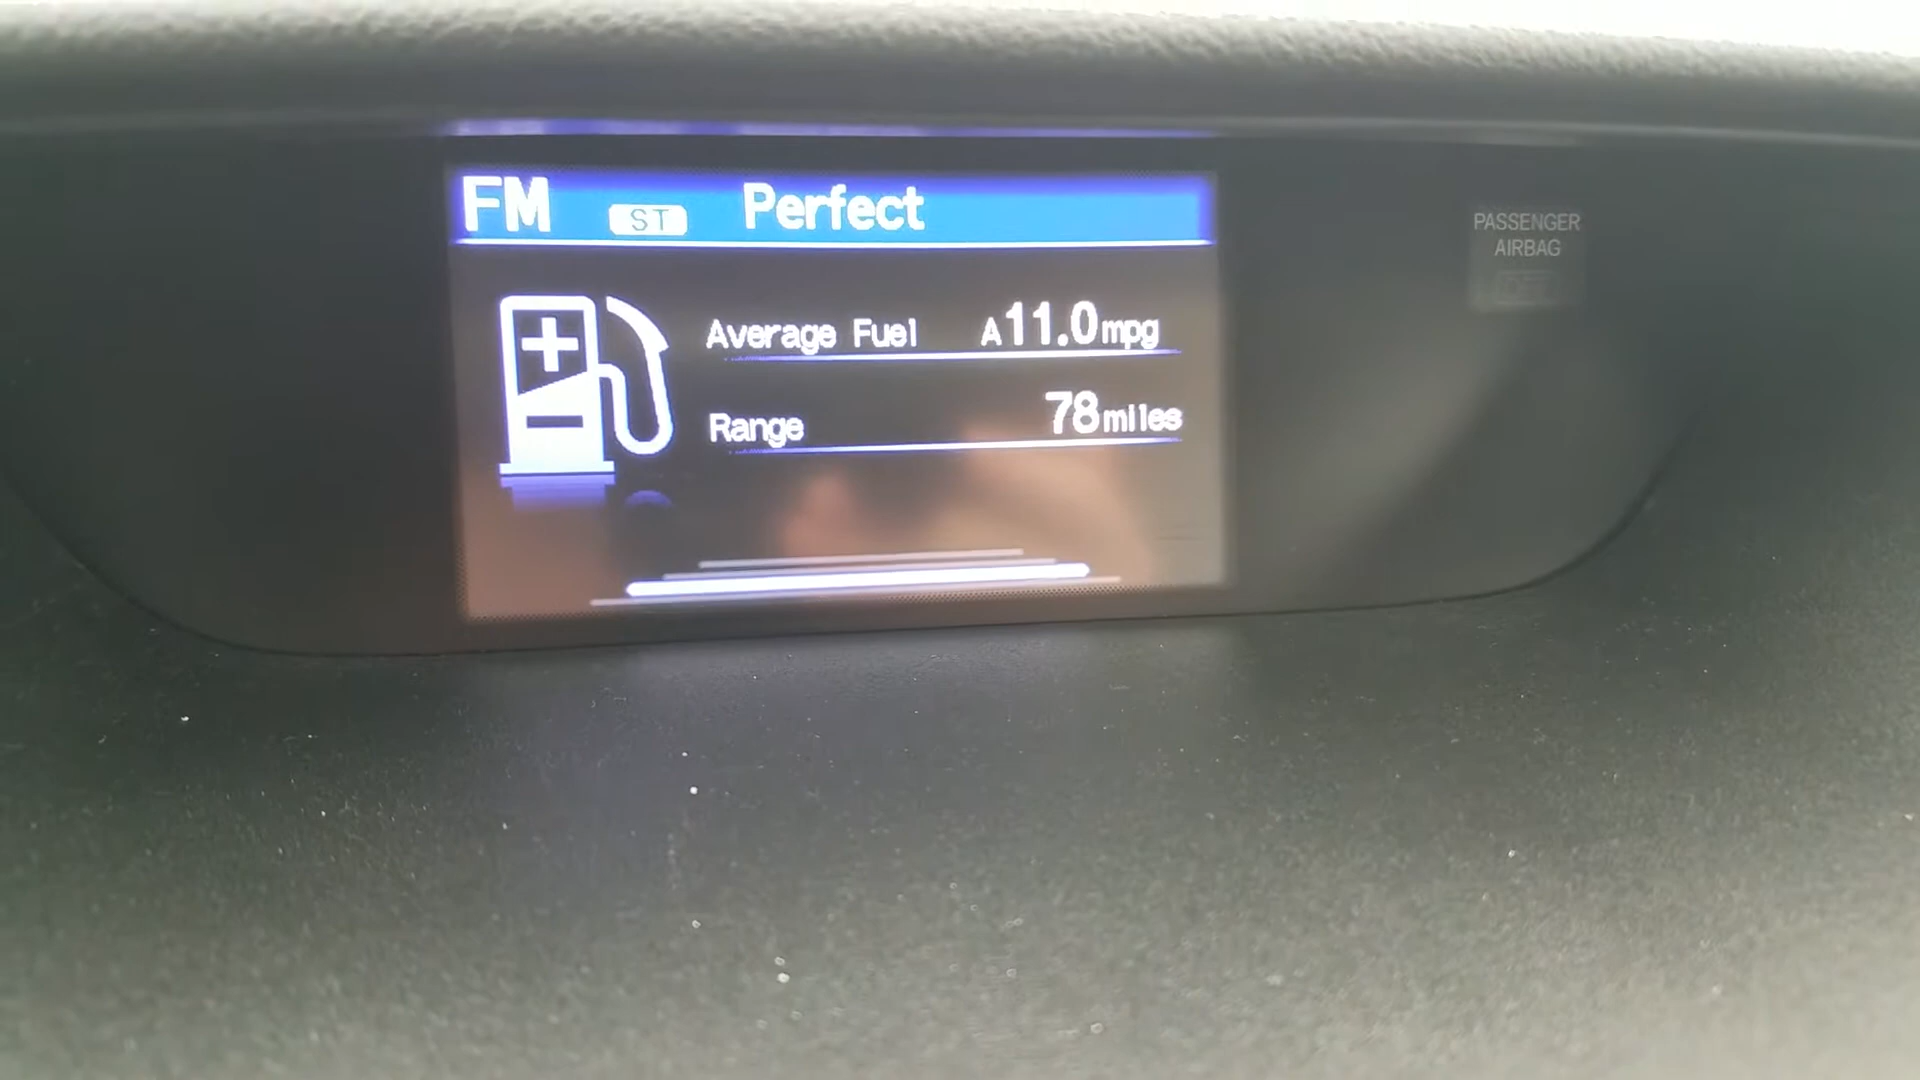 FM ST Perfect
Average Fuel A11.0mpg
Range 78miles
PASSENGER
AIRBAG